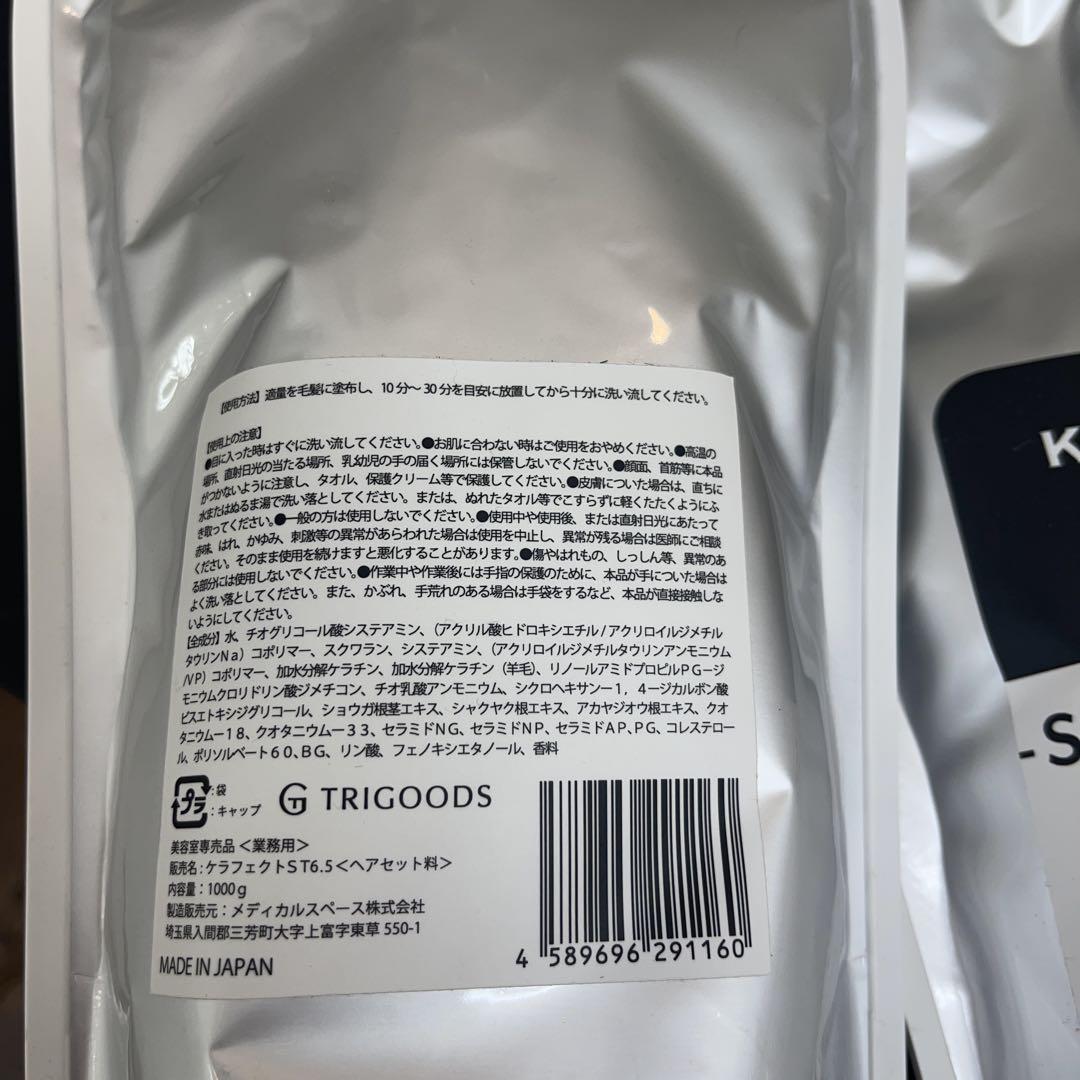 【使用方法】適量を毛髪に塗布し、10分〜30分を目安に放置してから十分に洗い流してください。
【使用上の注意】
●目に入った時はすぐに洗い流してください。●お肌に合わない時はご使用をおやめください。●高温の
場所、直射日光の当たる場所、乳幼児の手の届く場所には保管しないでください。●顔面、首筋等に本品
がつかないように注意し、タオル、保護クリーム等で保護してください。●皮膚についた場合は、直ちに
水またはぬるま湯で洗い落としてください。または、ぬれたタオル等でこすらずに軽くたたくようにふ
き取ってください。●一般の方は使用しないでください。●使用中や使用後、または直射日光にあたって
赤味、はれ、かゆみ、刺激等の異常があらわれた場合は使用を中止し、異常が残る場合は医師にご相談
ください。そのまま使用を続けますと悪化することがあります。●傷やはれもの、しっしん等、異常のあ
る部分には使用しないでください。●作業中や作業後には手指の保護のために、本品が手についた場合は
よく洗い落としてください。また、かぶれ、手荒れのある場合は手袋をするなど、本品が直接接触しな
いようにしてください。
【全成分】水、チオグリコール酸システアミン、（アクリル酸ヒドロキシエチル/アクリロイルジメチル
タウリンNa）コポリマー、スクワラン、システアミン、（アクリロイルジメチルタウリンアンモニウム
/VP）コポリマー、加水分解ケラチン、加水分解ケラチン（羊毛）、リノールアミドプロピルPGージ
モニウムクロリドリン酸ジメチコン、チオ乳酸アンモニウム、シクロヘキサンー1，4ージカルボン酸
ビスエトキシジグリコール、ショウガ根茎エキス、シャクヤク根エキス、アカヤジオウ根エキス、クオ
タニウムー18、クオタニウムー33、セラミドNG、セラミドNP、セラミドAP、PG、コレステロー
ル、ポリソルベート60、BG、リン酸、フェノキシエタノール、香料
プラ
：袋
：キャップ
TRIGOODS
美容室専売品＜業務用＞
販売名：ケラフェクトST6.5＜ヘアセット料＞
内容量：1000g
製造販売元：メディカルスペース株式会社
埼玉県入間郡三芳町大字上富字東草550-1
MADE IN JAPAN
4 589696 291160
K
-S